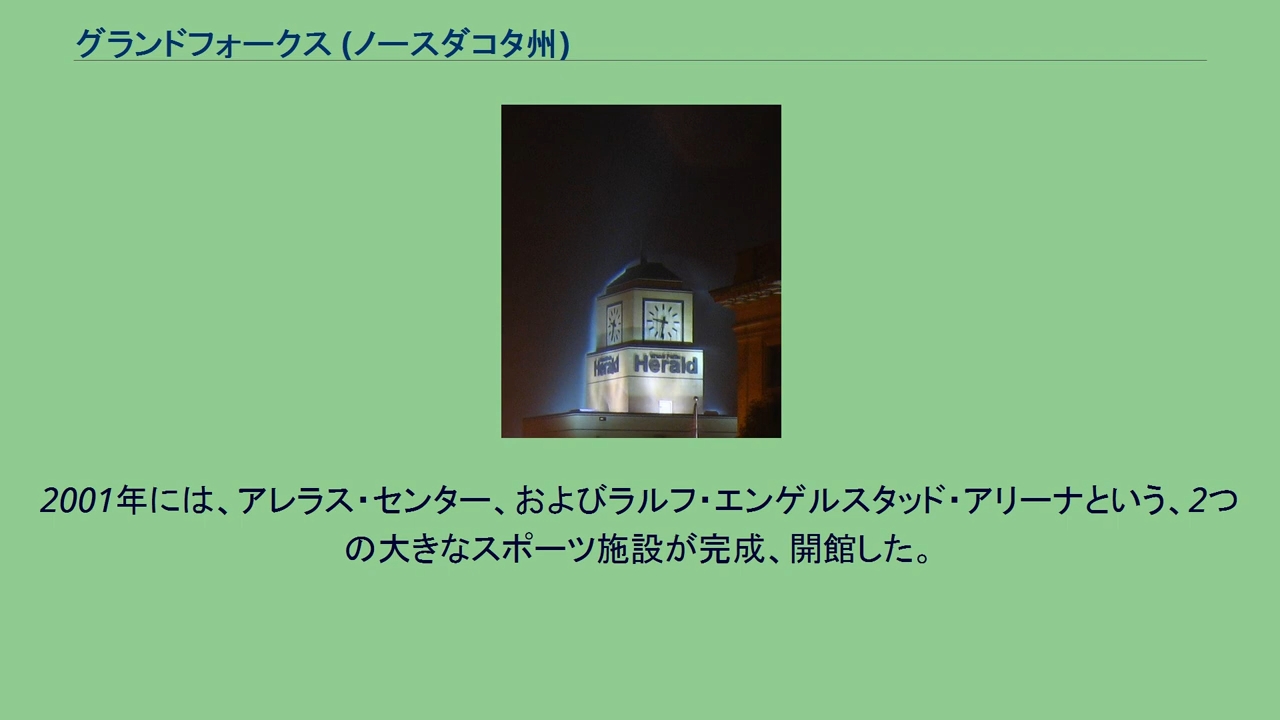 グランドフォークス (ノースダコタ州)
Grand Forks
Herald
Herald
2001年には、アレラス・センター、およびラルフ・エンゲルスタッド・アリーナという、2つ
の大きなスポーツ施設が完成、開館した。